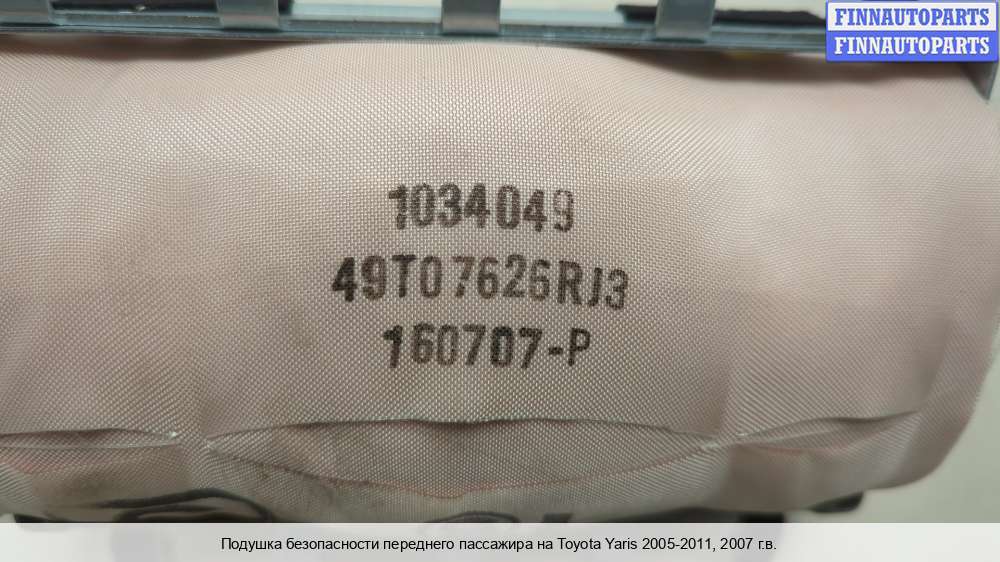 FINNAUTOPARTS
FINNAUTOPARTS
1034049
49T07626RJ3
160707-P
Подушка безопасности переднего пассажира на Toyota Yaris 2005-2011, 2007 г.в.